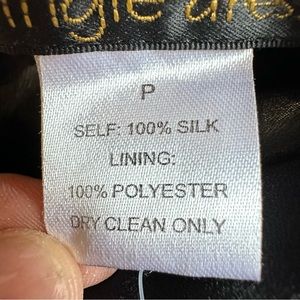 P
SELF: 100% SILK
LINING:
100% POLYESTER
DRY CLEAN ONLY